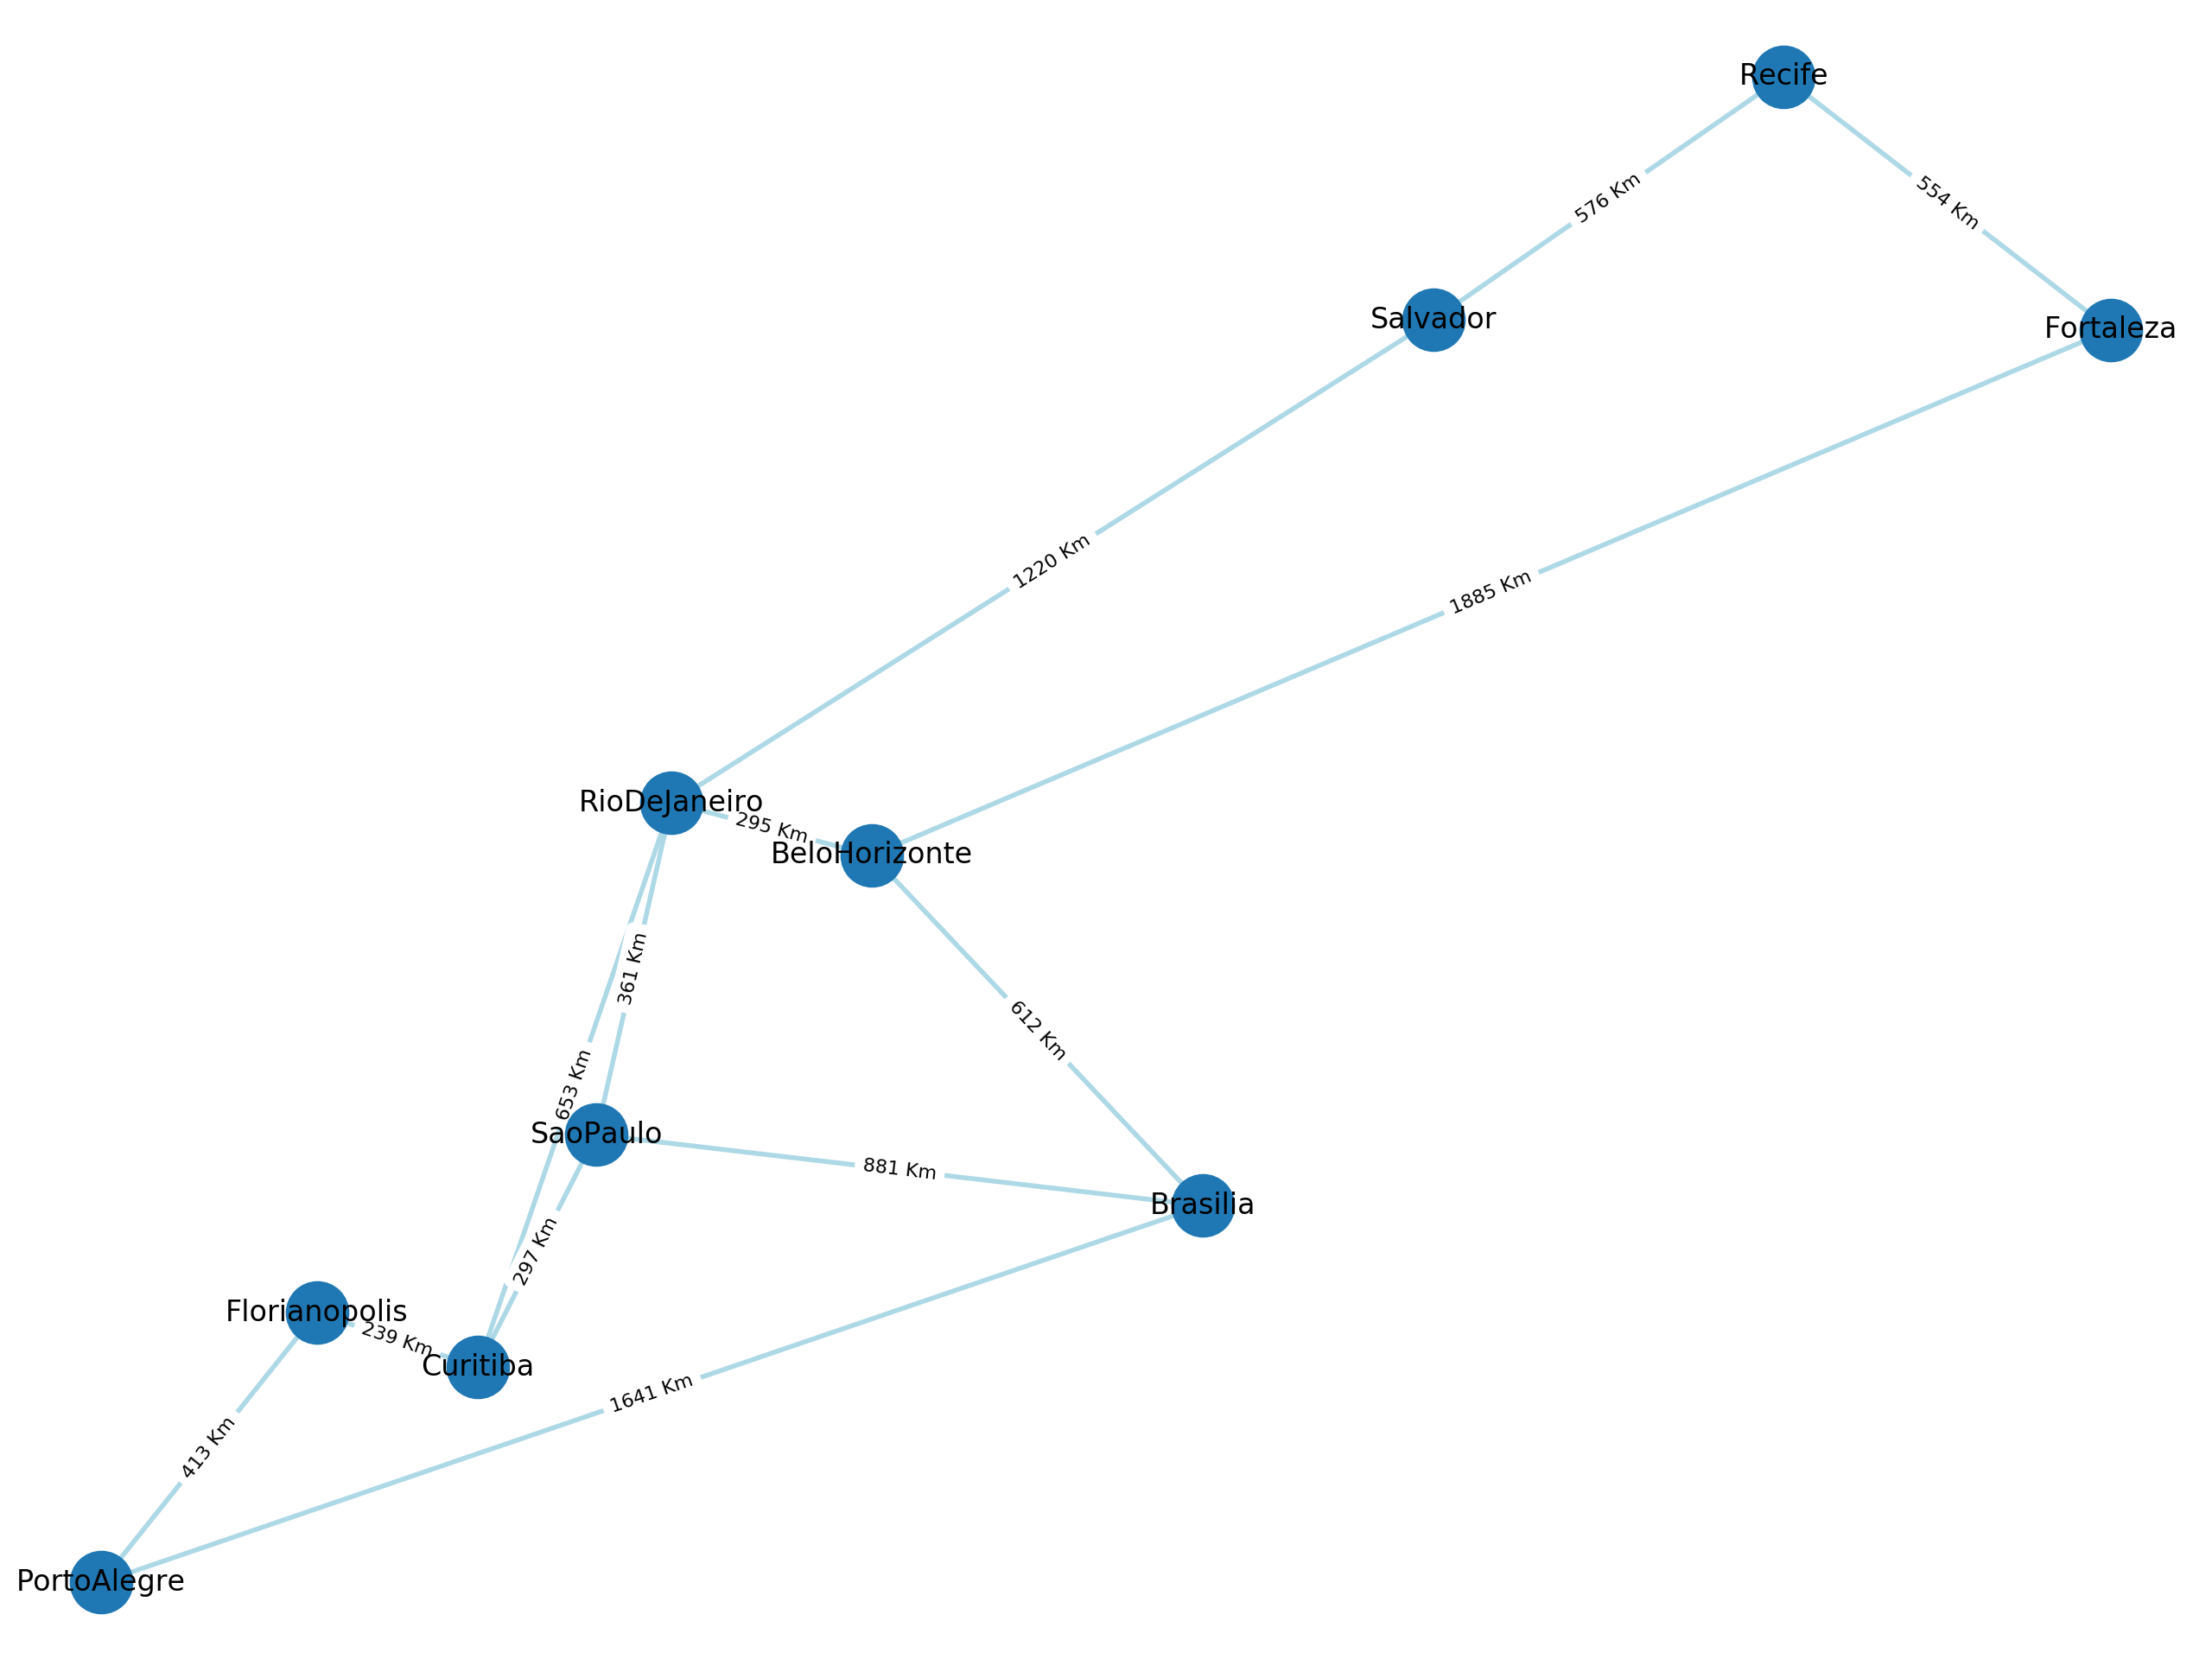 Recife
576 Km
554 Km
Salvador
Fortaleza
1220 Km
1885 Km
RioDeJaneiro
295 Km
BeloHorizonte
361 Km
612 Km
653 Km
SaoPaulo
881 Km
Brasilia
297 Km
Florianopolis
239 Km
Curitiba
1641 Km
413 Km
PortoAlegre